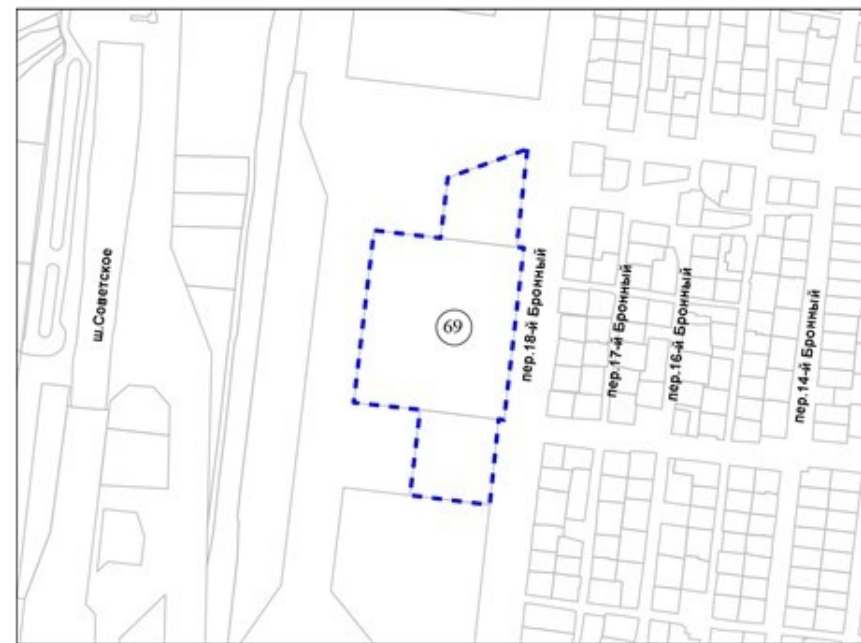 ш.Советское
69
пер.18-й Бронный
пер.17-й Бронный
пер.16-й Бронный
пер.14-й Бронный